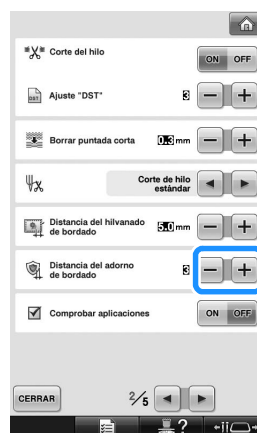 Corte del hilo
ON OFF
DST
Ajuste "DST" 3 − +
Borrar puntada corta 0.3 mm − +
Corte de hilo
estándar
Distancia del hilvanado
de bordado 5.0 mm − +
Distancia del adorno
de bordado 3 − +
Comprobar aplicaciones ON OFF
CERRAR 2/5
?